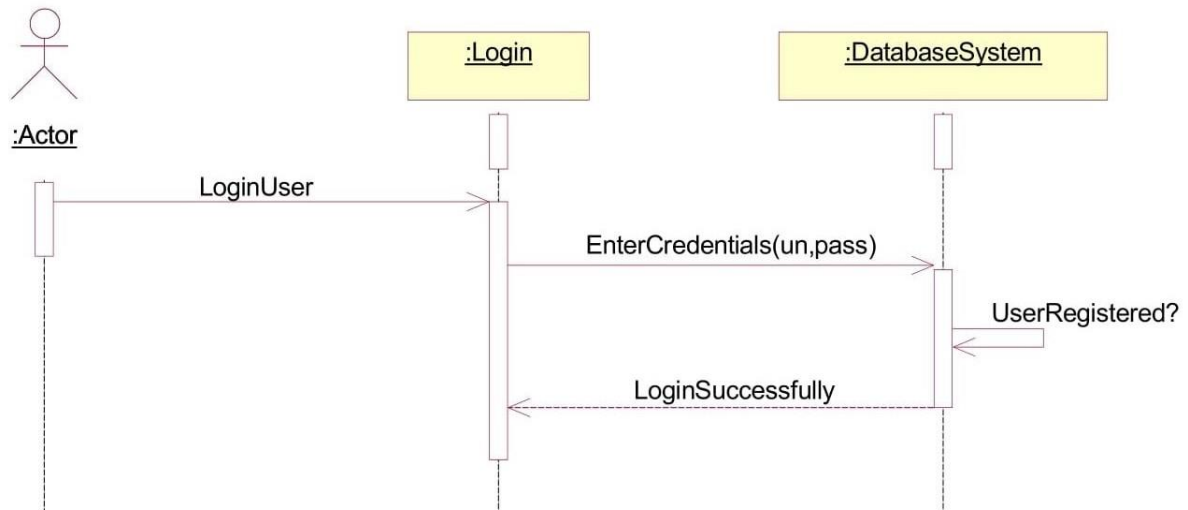 :Login
:DatabaseSystem
:Actor
LoginUser
EnterCredentials(un,pass)
UserRegistered?
LoginSuccessfully